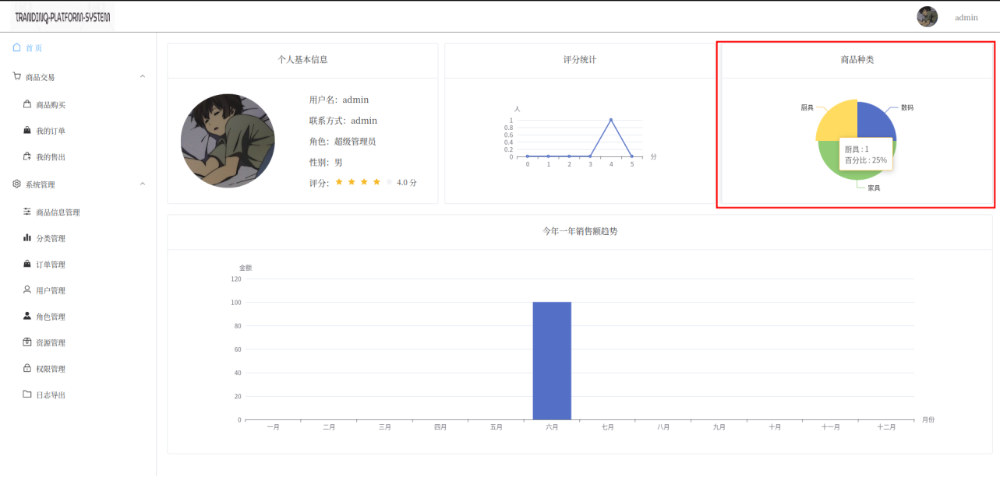 TRANDINQ-PLATFORM-SYSTEM
admin
首页
商品交易
商品购买
我的订单
我的售出
系统管理
商品信息管理
分类管理
订单管理
用户管理
角色管理
资源管理
权限管理
日志导出
个人基本信息
用户名：admin
联系方式：admin
角色：超级管理员
性别：男
评分： 4.0 分
评分统计
人
1
0.8
0.6
0.4
0.2
0
0 1 2 3 4 5
分
商品种类
厨具
数码
厨具 : 1
百分比 : 25%
家具
今年一年销售额趋势
金额
120
100
80
60
40
20
0
一月 二月 三月 四月 五月 六月 七月 八月 九月 十月 十一月 十二月
月份